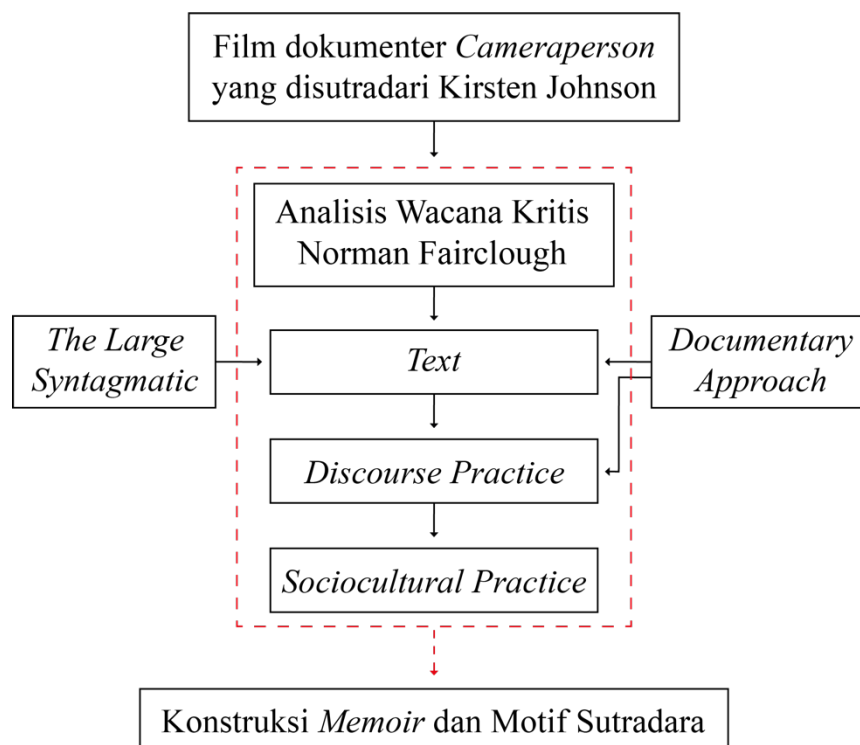 Film dokumenter Cameraperson
yang disutradari Kirsten Johnson
Analisis Wacana Kritis
Norman Fairclough
The Large
Syntagmatic
Text
Documentary
Approach
Discourse Practice
Sociocultural Practice
Konstruksi Memoir dan Motif Sutradara